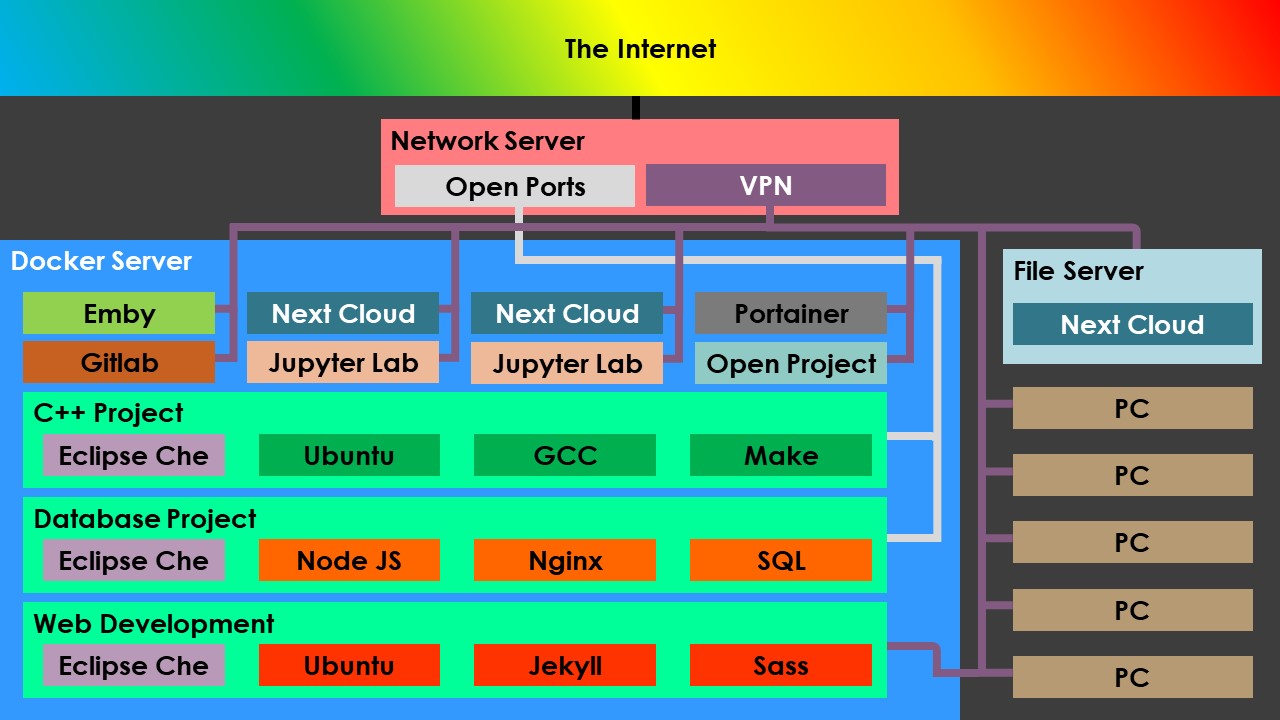 The Internet
Network Server
Open Ports
VPN
Docker Server
Emby
Next Cloud
Next Cloud
Portainer
Gitlab
Jupyter Lab
Jupyter Lab
Open Project
C++ Project
Eclipse Che
Ubuntu
GCC
Make
Database Project
Eclipse Che
Node JS
Nginx
SQL
Web Development
Eclipse Che
Ubuntu
Jekyll
Sass
File Server
Next Cloud
PC
PC
PC
PC
PC